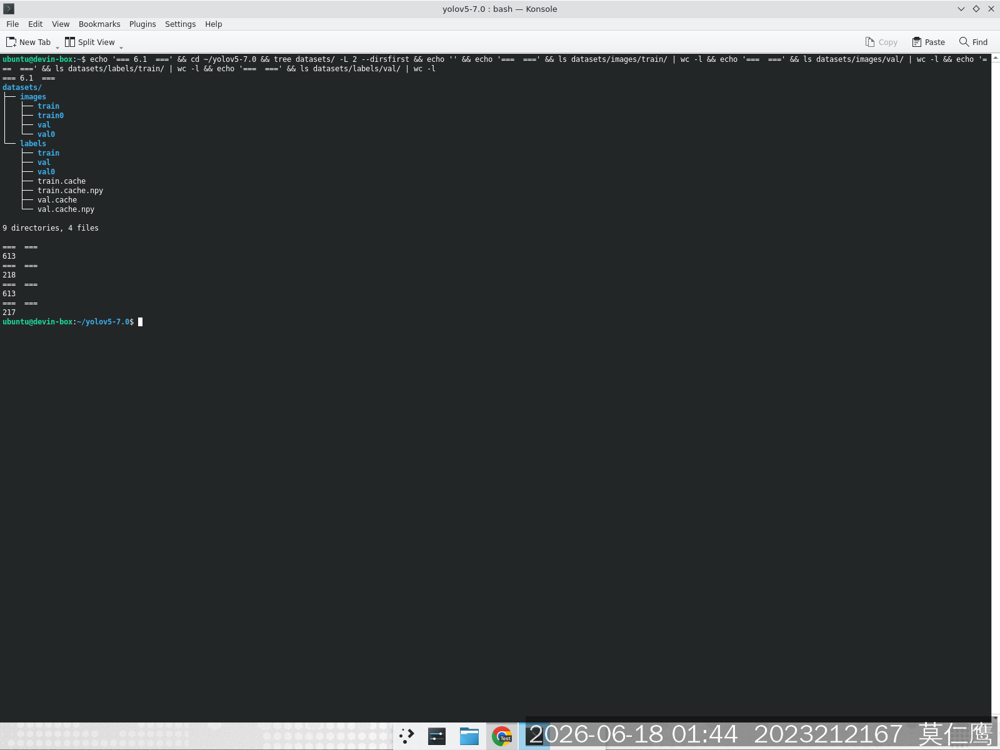 yolov5-7.0 : bash — Konsole
File Edit View Bookmarks Plugins Settings Help
New Tab Split View Copy Paste Find
ubuntu@devin-box:~$ echo '=== 6.1  ===' && cd ~/yolov5-7.0 && tree datasets/ -L 2 --dirsfirst && echo '' && echo '===  ===' && ls datasets/images/train/ | wc -l && echo '===  ===' && ls datasets/images/val/ | wc -l && echo '=
==  ===' && ls datasets/labels/train/ | wc -l && echo '===  ===' && ls datasets/labels/val/ | wc -l
=== 6.1  ===
datasets/
├── images
│   ├── train
│   ├── train0
│   ├── val
│   └── val0
└── labels
    ├── train
    ├── val
    ├── val0
    ├── train.cache
    ├── train.cache.npy
    ├── val.cache
    └── val.cache.npy
9 directories, 4 files
===  ===
613
===  ===
218
===  ===
613
===  ===
217
ubuntu@devin-box:~/yolov5-7.0$
Test
2026-06-18 01:44 2023212167 莫仁鹰